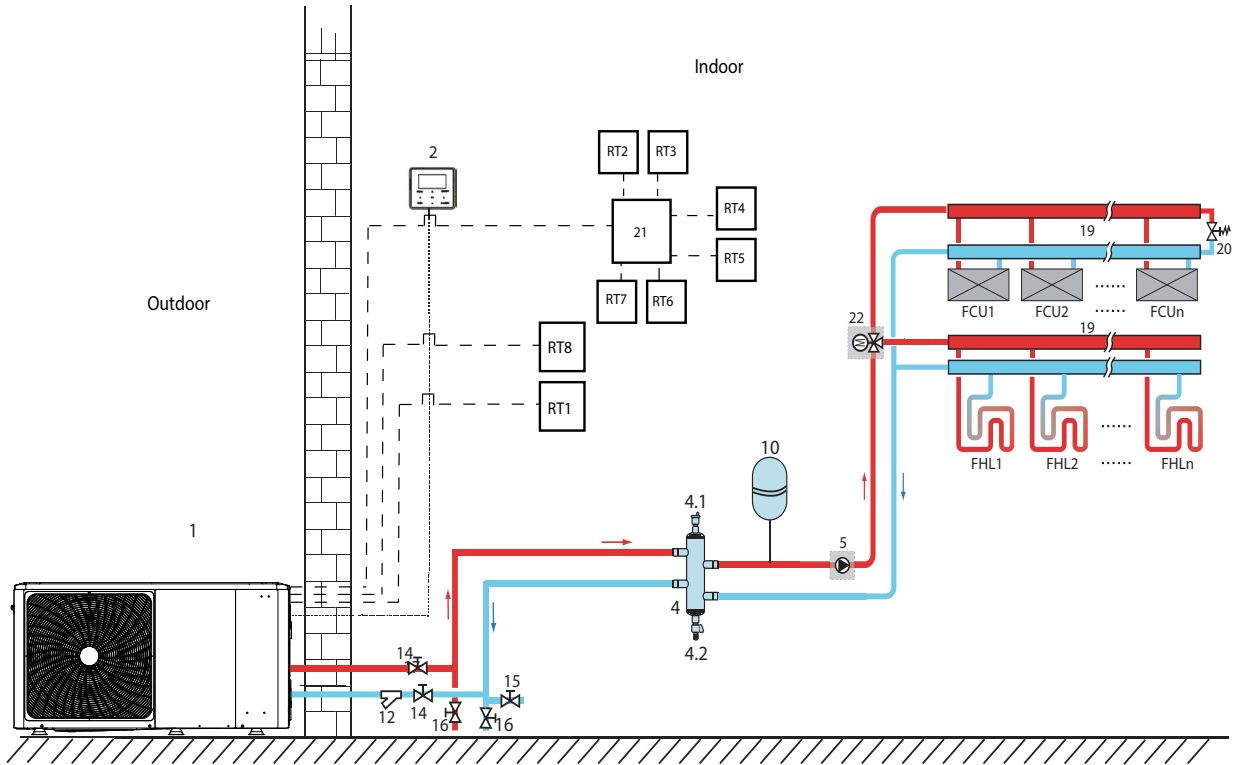 Indoor
Outdoor
2
RT2
RT3
RT4
21
RT5
RT7
RT6
RT8
RT1
19
20
FCU1
FCU2
......
......
FCUn
22
M
19
......
FHL1
FHL2
......
FHLn
10
4.1
5
4
4.2
1
14
15
12
14
16
16